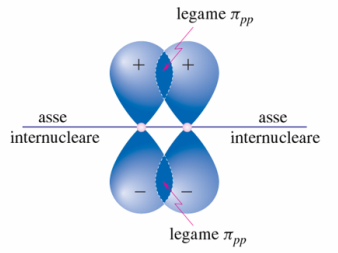 legame πpp
+ +
asse
internucleare
asse
internucleare
– –
legame πpp